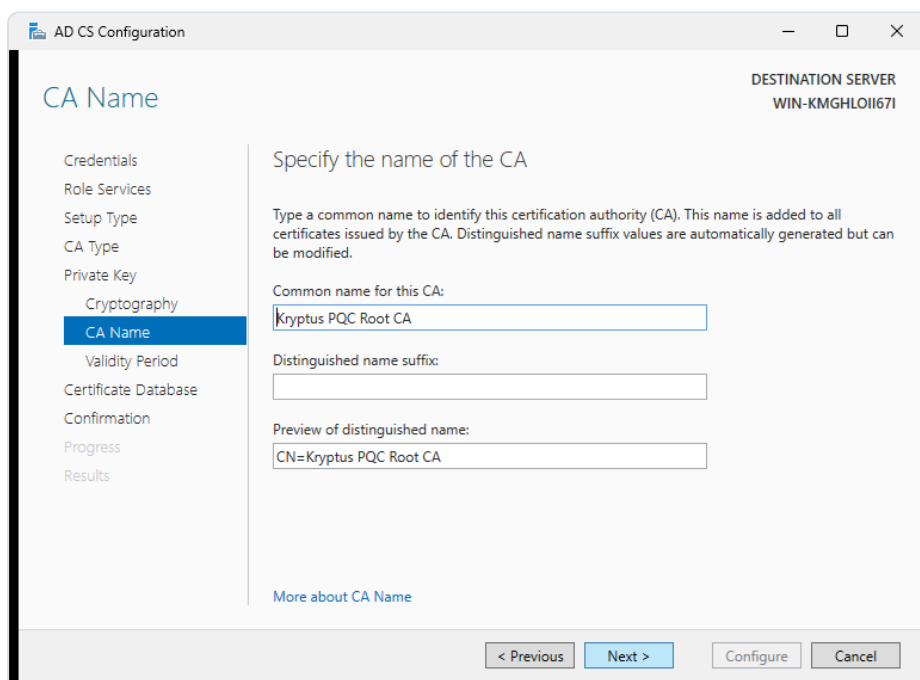 AD CS Configuration
CA Name
DESTINATION SERVER
WIN-KMGHLOII67I
Credentials
Role Services
Setup Type
CA Type
Private Key
Cryptography
CA Name
Validity Period
Certificate Database
Confirmation
Progress
Results
Specify the name of the CA
Type a common name to identify this certification authority (CA). This name is added to all
certificates issued by the CA. Distinguished name suffix values are automatically generated but can
be modified.
Common name for this CA:
Kryptus PQC Root CA
Distinguished name suffix:
Preview of distinguished name:
CN=Kryptus PQC Root CA
More about CA Name
< Previous
Next >
Configure
Cancel